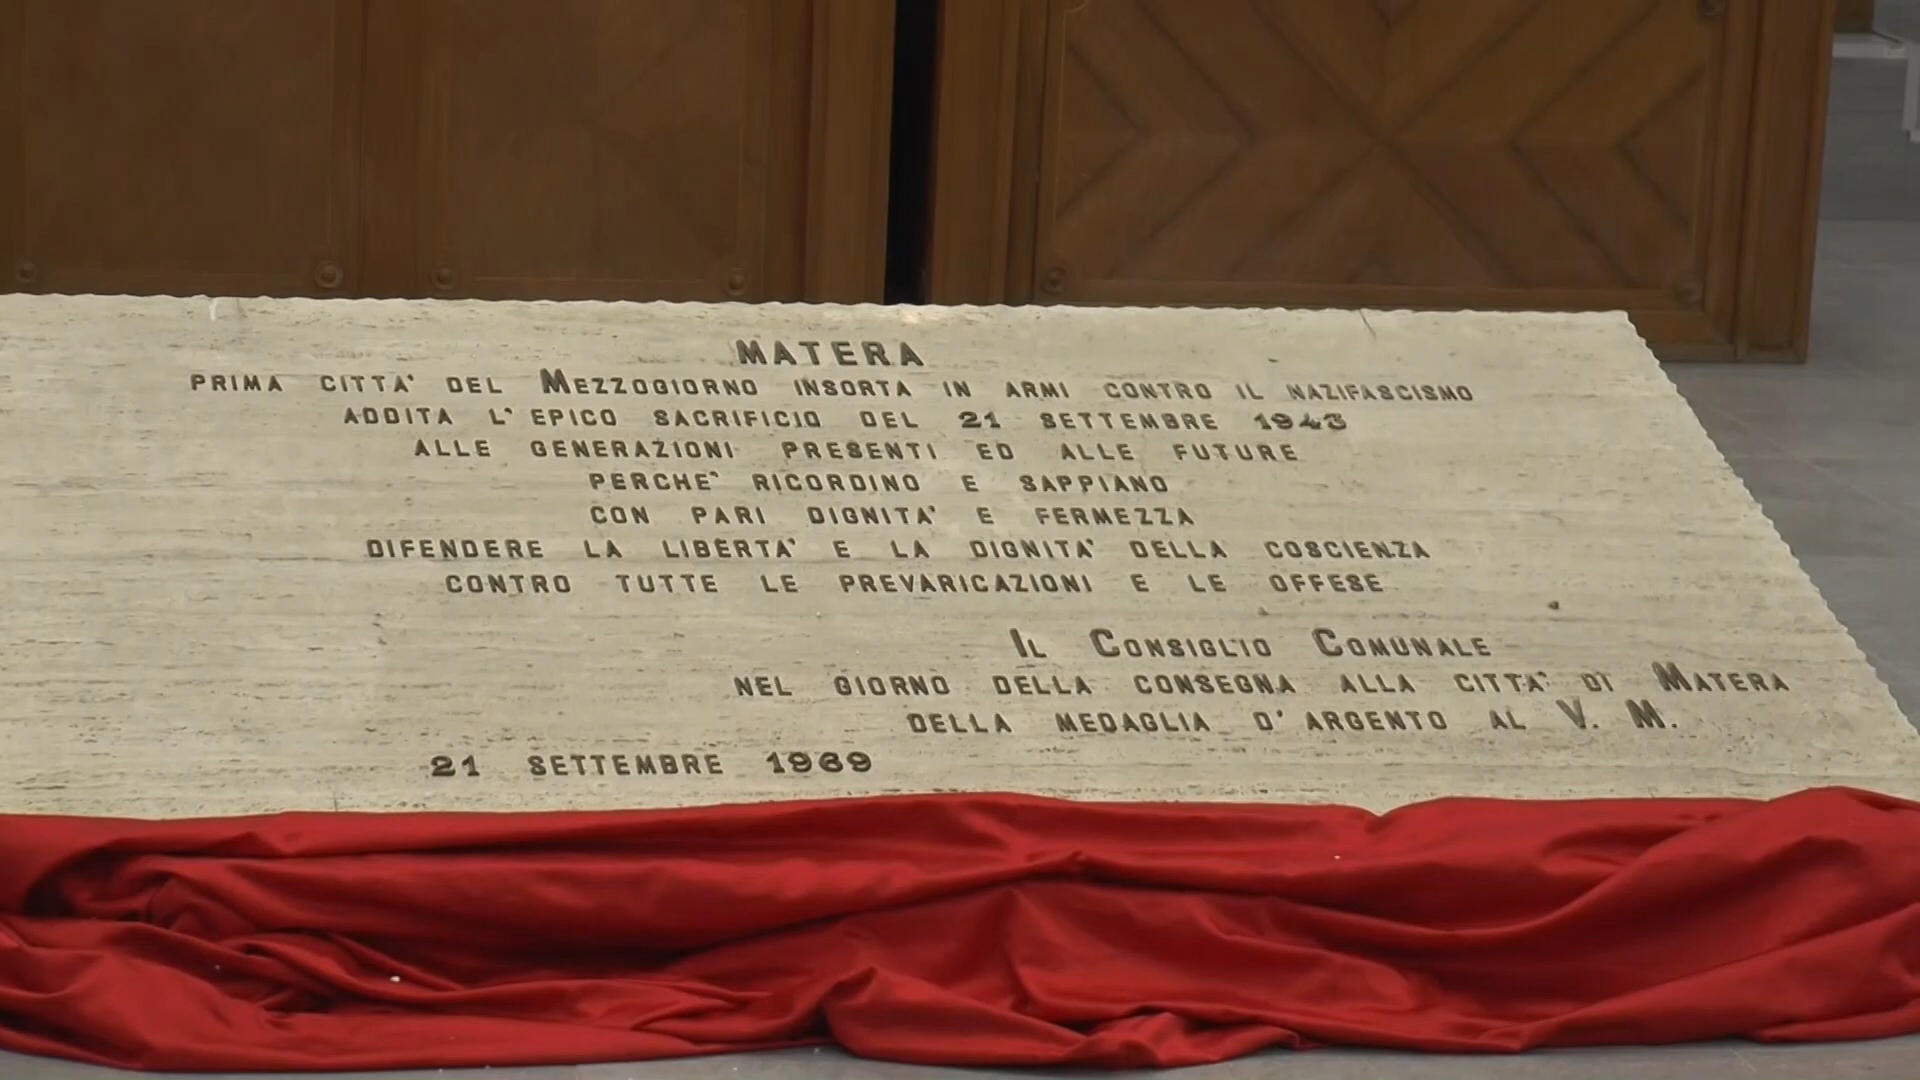 MATERA
PRIMA CITTA' DEL MEZZOGIORNO INSORTA IN ARMI CONTRO IL NAZIFASCISMO
ADDITA L'EPICO SACRIFICIO DEL 21 SETTEMBRE 1943
ALLE GENERAZIONI PRESENTI ED ALLE FUTURE
PERCHE' RICORDINO E SAPPIANO
CON PARI DIGNITA' E FERMEZZA
DIFENDERE LA LIBERTA' E LA DIGNITA' DELLA COSCIENZA
CONTRO TUTTE LE PREVARICAZIONI E LE OFFESE
IL CONSIGLIO COMUNALE
NEL GIORNO DELLA CONSEGNA ALLA CITTA' DI MATERA
DELLA MEDAGLIA D'ARGENTO AL V. M.
21 SETTEMBRE 1969